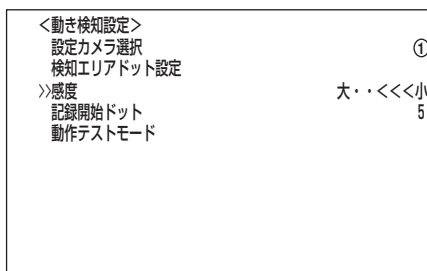 ＜動き検知設定＞
設定カメラ選択 ①
検知エリアドット設定
>>感度 大・・<<<小
記録開始ドット 5
動作テストモード